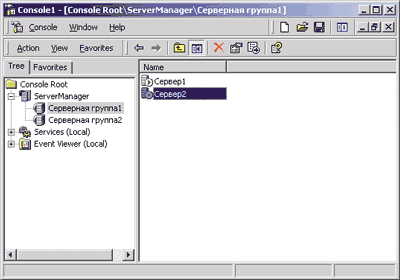 Console1 - [Console Root\ServerManager\Серверная группа1]
Console Window Help
Action View Favorites
Tree Favorites
Console Root
ServerManager
Серверная группа1
Серверная группа2
Services (Local)
Event Viewer (Local)
Name
Сервер1
Сервер2